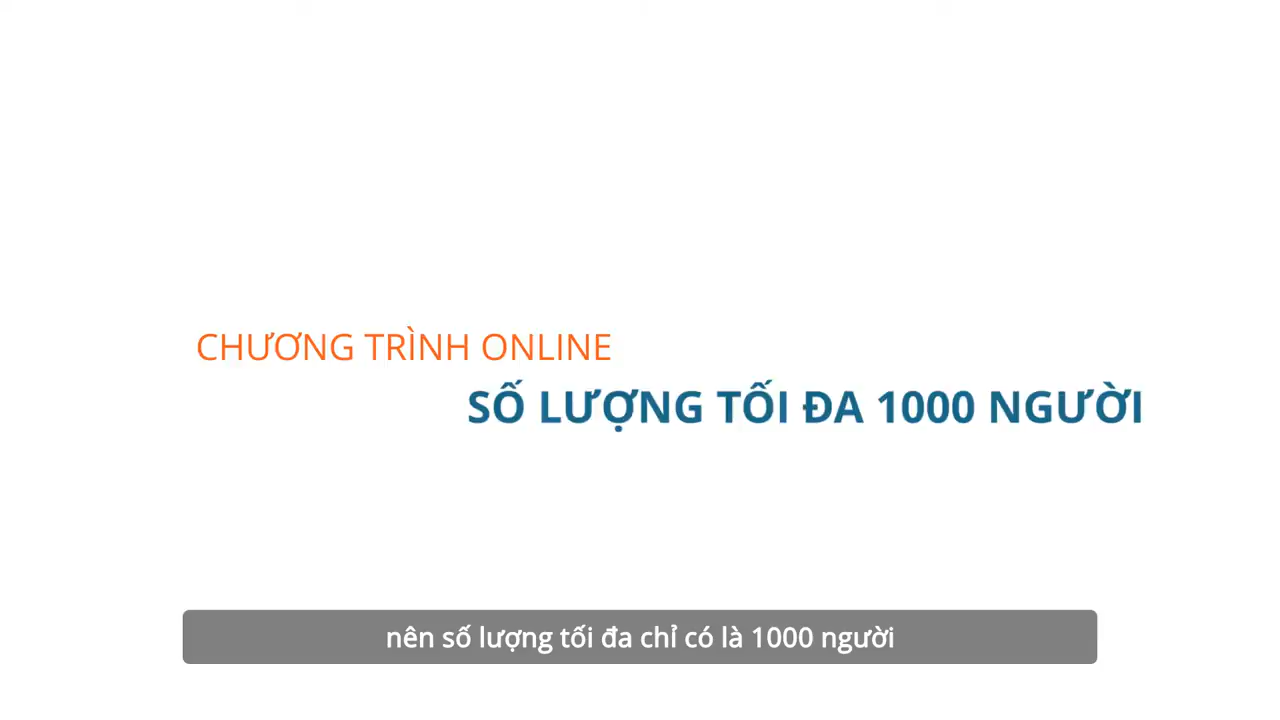 CHƯƠNG TRÌNH ONLINE
SỐ LƯỢNG TỐI ĐA 1000 NGƯỜI
nên số lượng tối đa chỉ có là 1000 người